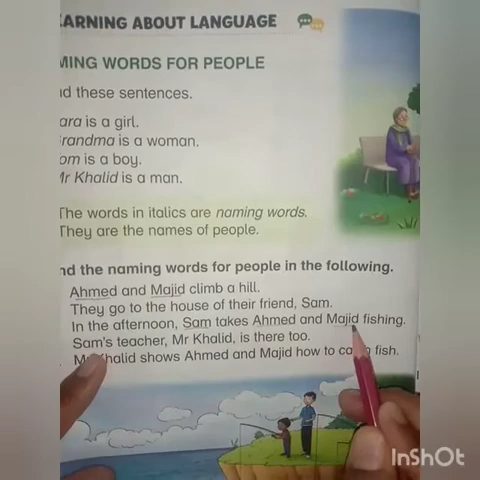 EARNING ABOUT LANGUAGE
MING WORDS FOR PEOPLE
d these sentences.
ara is a girl.
randma is a woman.
om is a boy.
Mr Khalid is a man.
The words in italics are naming words.
They are the names of people.
nd the naming words for people in the following.
Ahmed and Majid climb a hill.
They go to the house of their friend, Sam.
In the afternoon, Sam takes Ahmed and Majid fishing.
Sam's teacher, Mr Khalid, is there too.
Mr Khalid shows Ahmed and Majid how to ca fish.
InShOt